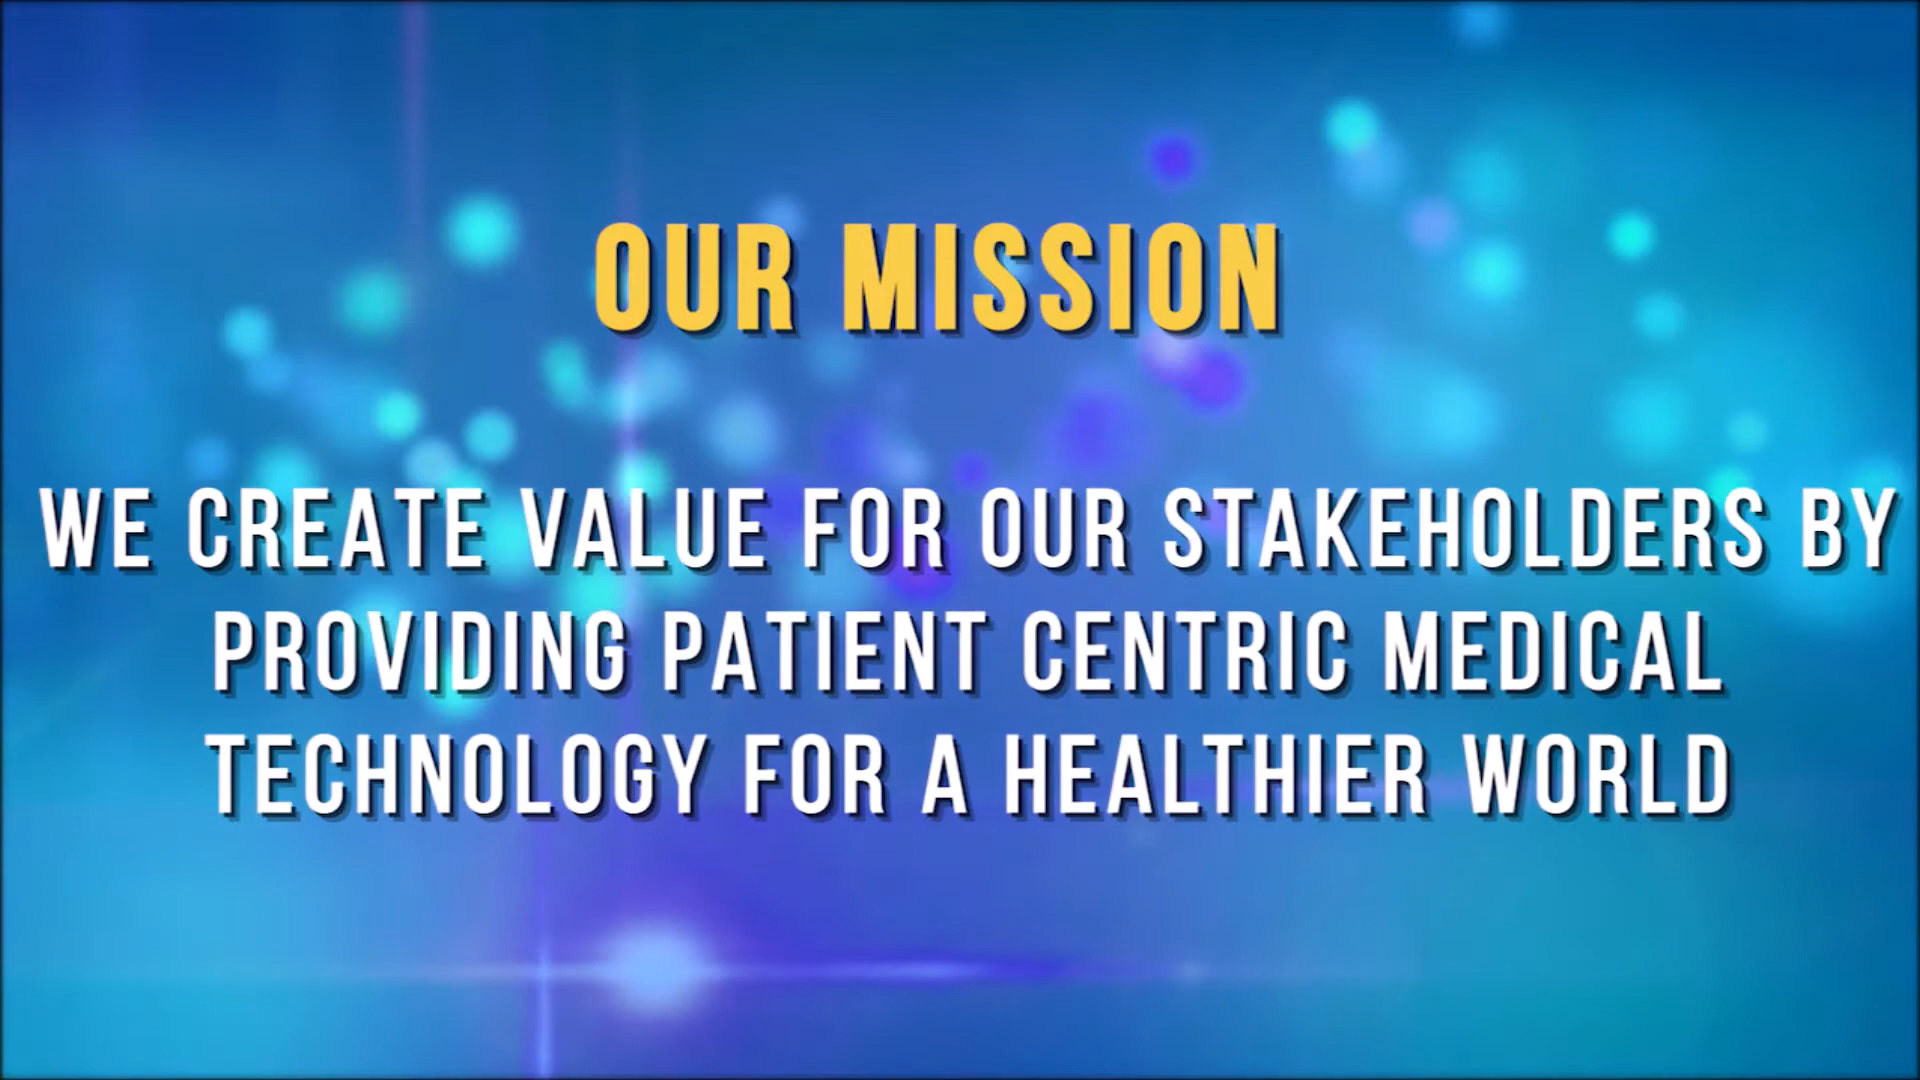 OUR MISSION
WE CREATE VALUE FOR OUR STAKEHOLDERS BY
PROVIDING PATIENT CENTRIC MEDICAL
TECHNOLOGY FOR A HEALTHIER WORLD